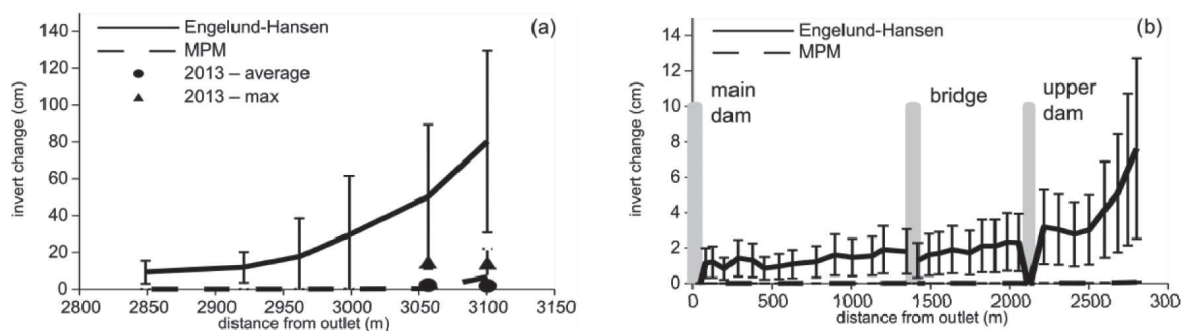 (a)
Engelund-Hansen
MPM
2013 – average
2013 – max
invert change (cm)
140
120
100
80
60
40
20
0
2800
2850
2900
2950
3000
3050
3100
3150
distance from outlet (m)
(b)
Engelund-Hansen
MPM
main
dam
bridge
upper
dam
invert change (cm)
14
12
10
8
6
4
2
0
0
500
1000
1500
2000
2500
300
distance from outlet (m)